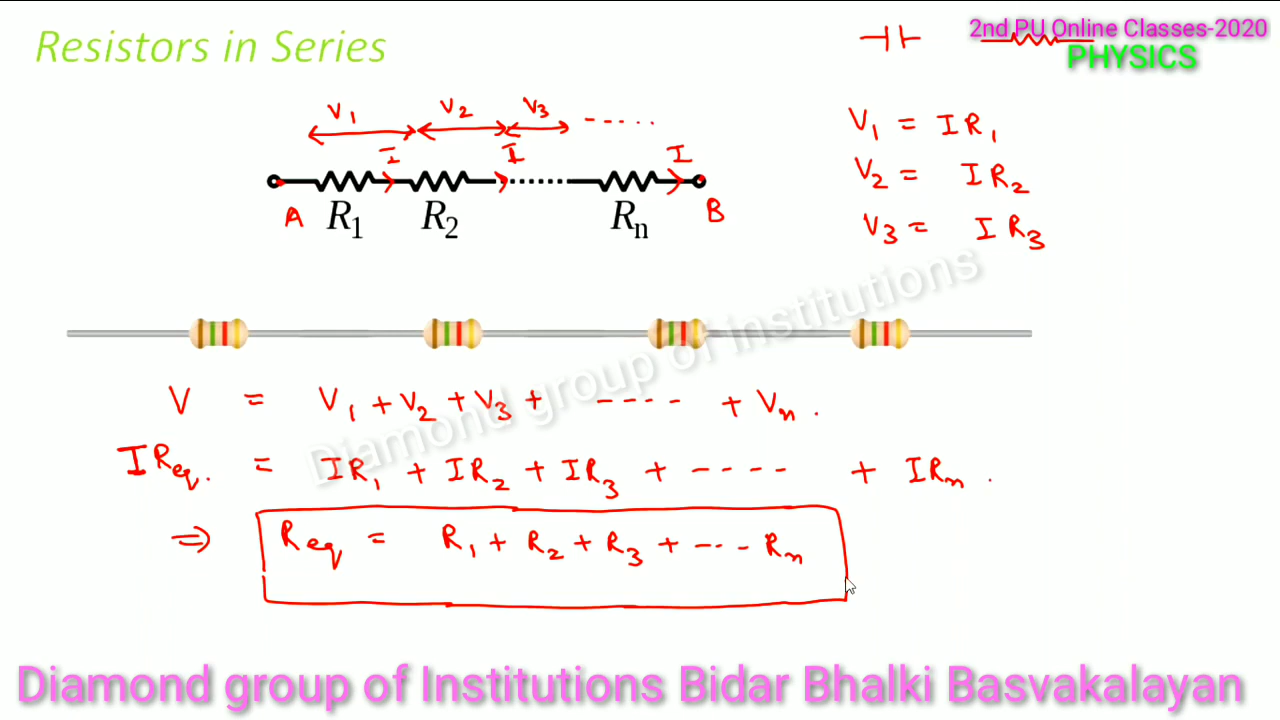 Resistors in Series
2nd PU Online Classes-2020
PHYSICS
V1 V2 V3 .....
I I I
A R1 R2 ........ Rn B
V1 = IR1
V2 = IR2
V3 = IR3
Diamond group of Institutions
V = V1 + V2 + V3 + ---- + Vn .
IReq. = IR1 + IR2 + IR3 + ---- + IRn .
⇒ Req = R1 + R2 + R3 + --- Rn
Diamond group of Institutions Bidar Bhalki Basvakalayan